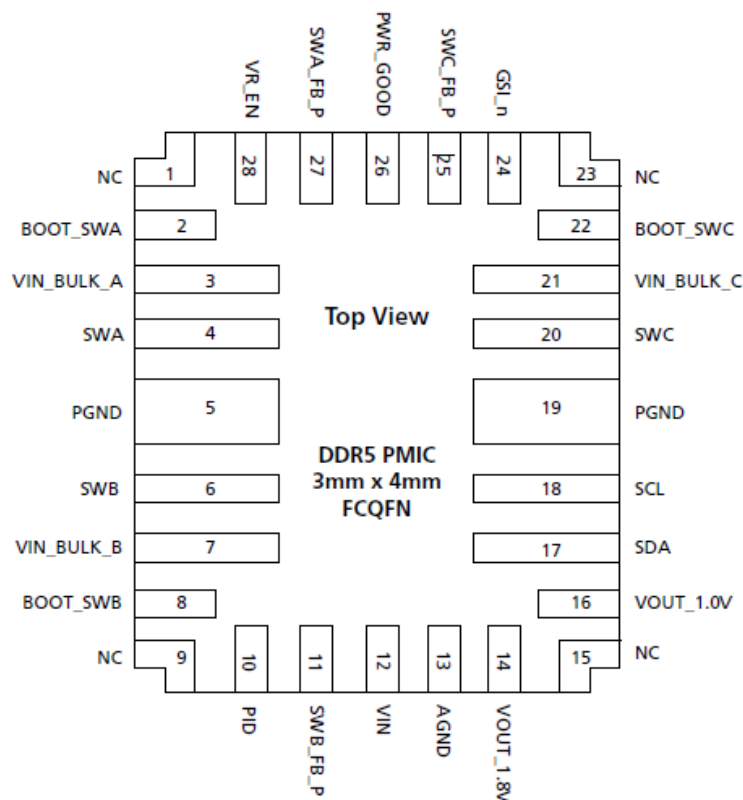 VR_EN
SWA_FB_P
PWR_GOOD
SWC_FB_P
GSI_n
28
27
26
25
24
NC 1
23 NC
BOOT_SWA 2
22 BOOT_SWC
VIN_BULK_A 3
21 VIN_BULK_C
Top View
SWA 4
20 SWC
PGND 5
19 PGND
DDR5 PMIC
3mm x 4mm
FCQFN
SWB 6
18 SCL
VIN_BULK_B 7
17 SDA
BOOT_SWB 8
16 VOUT_1.0V
NC 9
15 NC
10
11
12
13
14
PID
SWB_FB_P
VIN
AGND
VOUT_1.8V